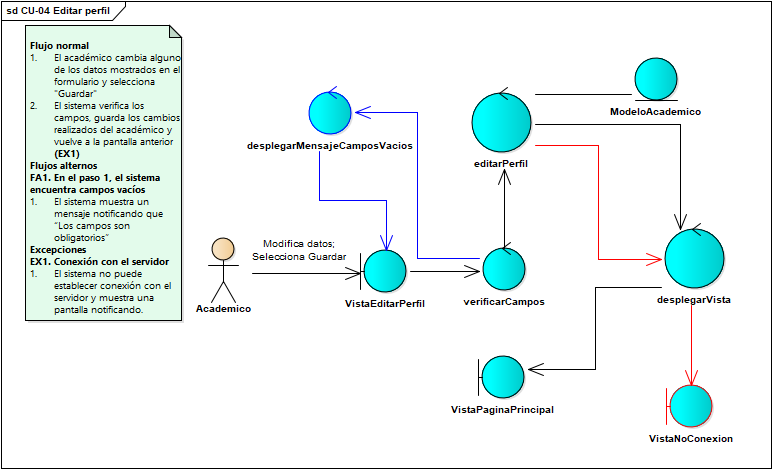 sd CU-04 Editar perfil
Flujo normal
1. El académico cambia alguno
de los datos mostrados en el
formulario y selecciona
"Guardar"
2. El sistema verifica los
campos, guarda los cambios
realizados del académico y
vuelve a la pantalla anterior
(EX1)
Flujos alternos
FA1. En el paso 1, el sistema
encuentra campos vacíos
1. El sistema muestra un
mensaje notificando que
"Los campos son
obligatorios"
Excepciones
EX1. Conexión con el servidor
1. El sistema no puede
establecer conexión con el
servidor y muestra una
pantalla notificando.
Academico
Modifica datos;
Selecciona Guardar
desplegarMensajeCamposVacios
VistaEditarPerfil
verificarCampos
editarPerfil
ModeloAcademico
desplegarVista
VistaPaginaPrincipal
VistaNoConexion